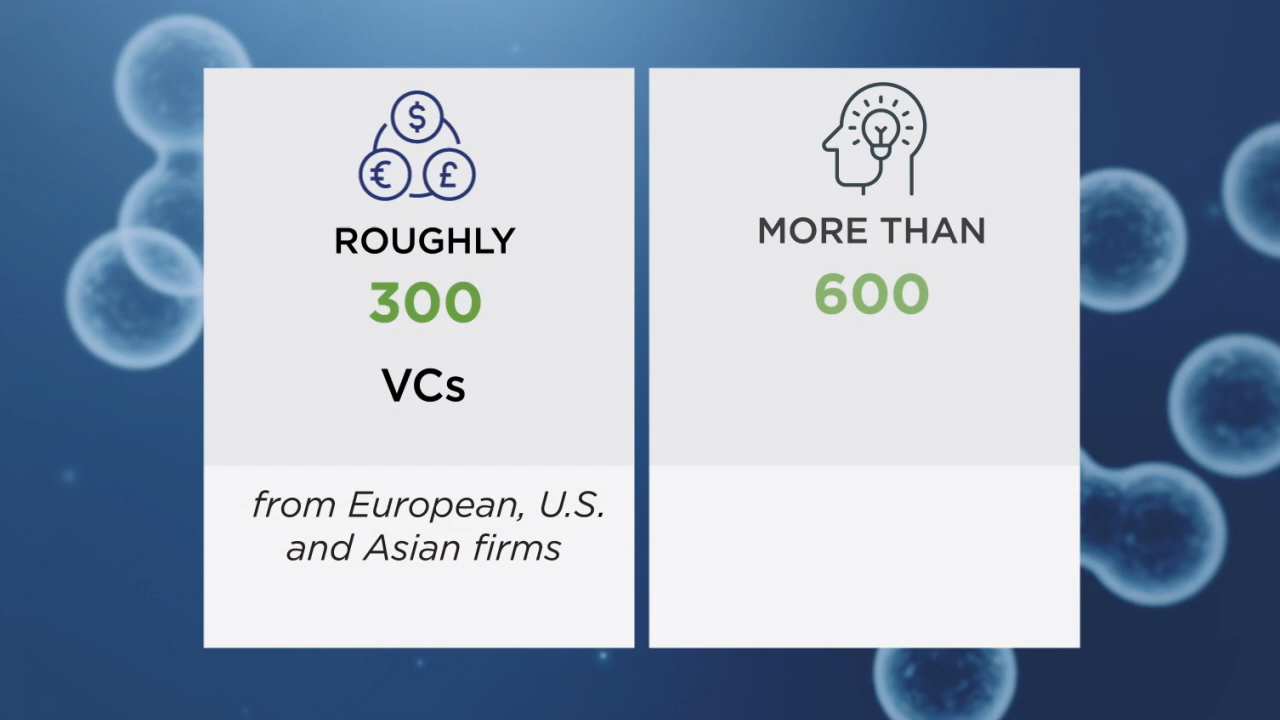 $
€ £
ROUGHLY
300
VCs
from European, U.S.
and Asian firms
MORE THAN
600